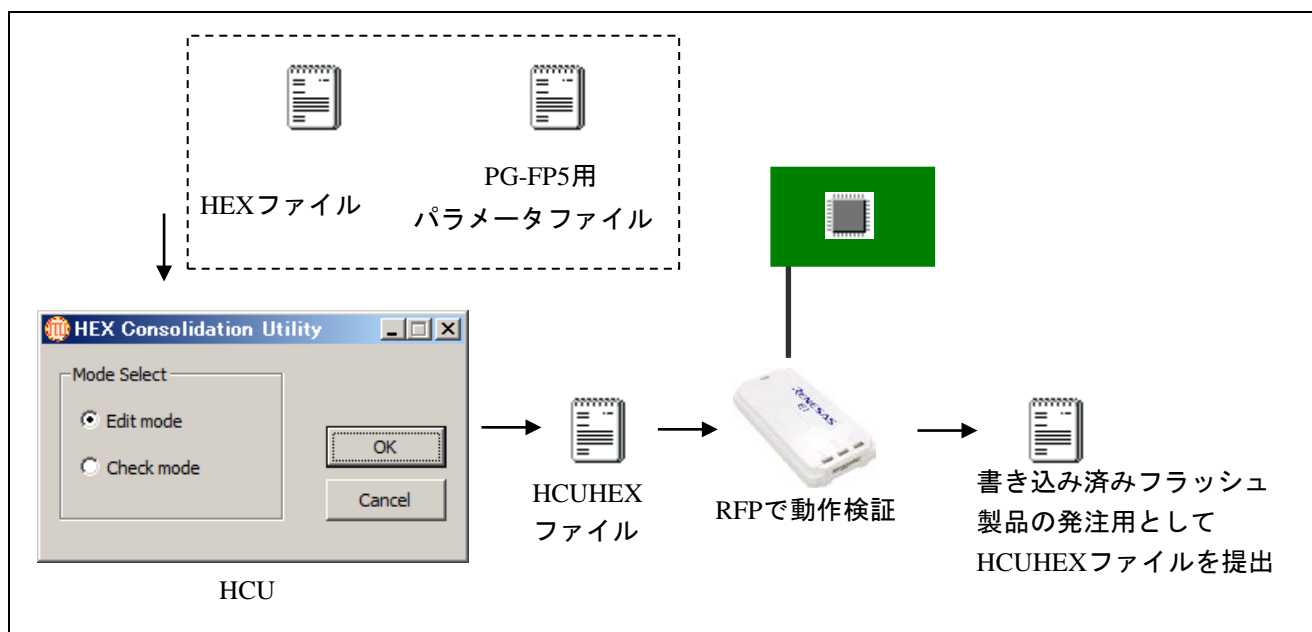 HEXファイル
PG-FP5用
パラメータファイル
HEX Consolidation Utility
Mode Select
Edit mode
Check mode
OK
Cancel
HCU
HCUHEX
ファイル
RENESAS
E1
RFPで動作検証
書き込み済みフラッシュ
製品の発注用として
HCUHEXファイルを提出